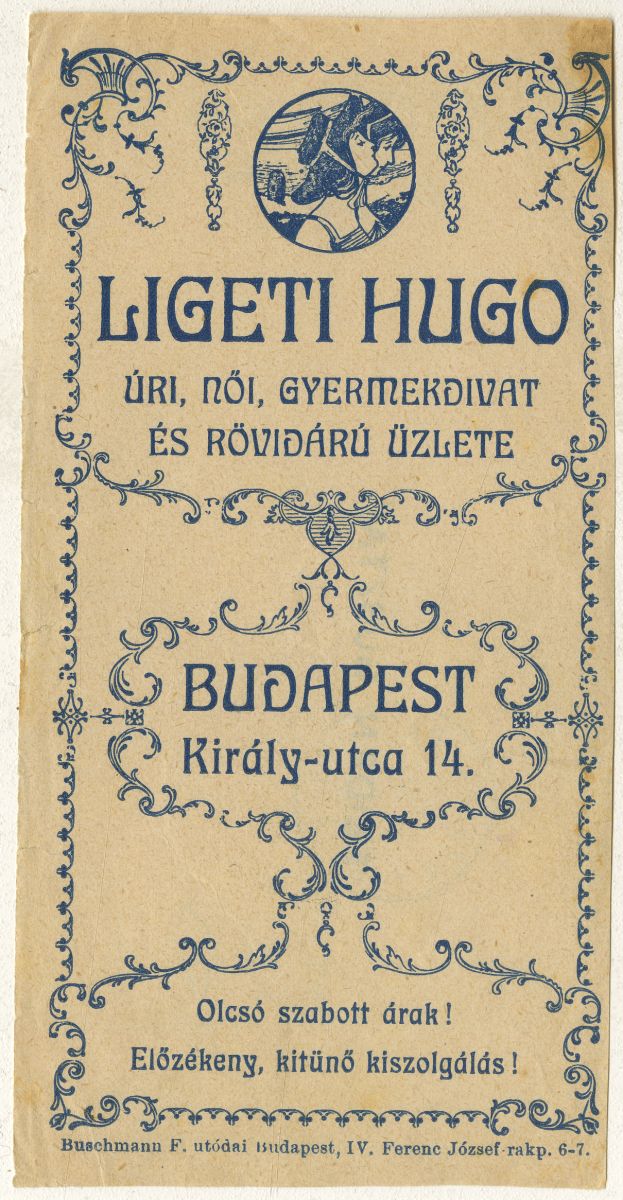 LIGETI HUGO
ÚRI, NŐI, GYERMEKDIVAT
ÉS RÖVIDÁRÚ ÜZLETE
BUDAPEST
Király-utca 14.
Olcsó szabott árak!
Előzékeny, kitünő kiszolgálás!
Buschmann F. utódai Budapest, IV. Ferenc József-rakp. 6-7.